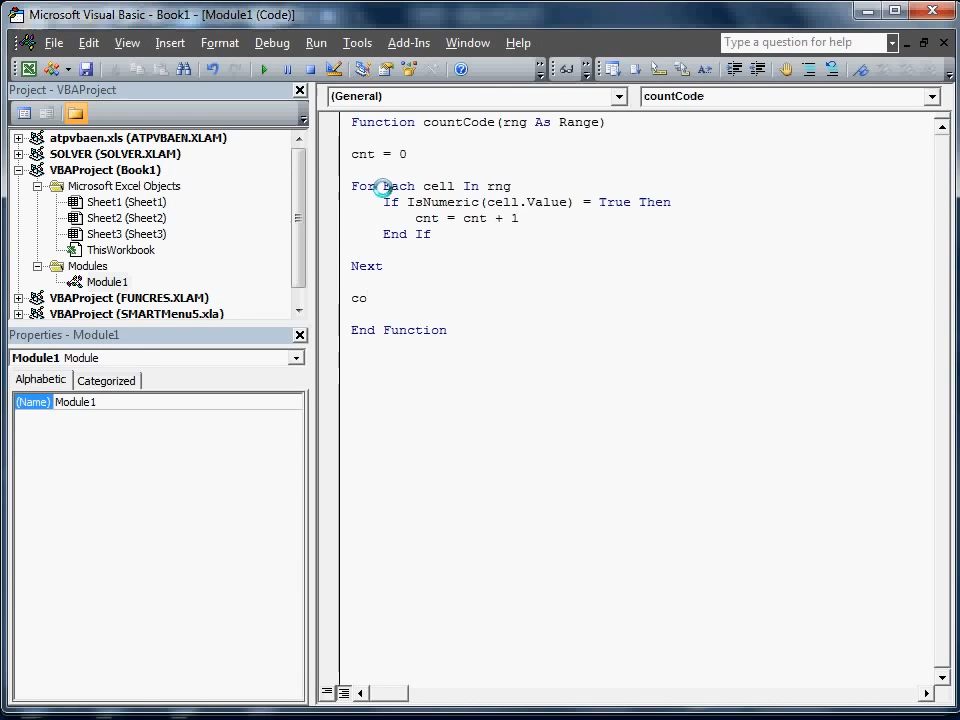 Microsoft Visual Basic - Book1 - [Module1 (Code)]
File Edit View Insert Format Debug Run Tools Add-Ins Window Help
Type a question for help
Project - VBAProject
(General)
countCode
atpvbaen.xls (ATPVBAEN.XLAM)
SOLVER (SOLVER.XLAM)
VBAProject (Book1)
Microsoft Excel Objects
Sheet1 (Sheet1)
Sheet2 (Sheet2)
Sheet3 (Sheet3)
ThisWorkbook
Modules
Module1
VBAProject (FUNCRES.XLAM)
VBAProject (SMARTMenu5.xla)
Properties - Module1
Module1 Module
Alphabetic Categorized
(Name) Module1
Function countCode(rng As Range)
cnt = 0
For Each cell In rng
If IsNumeric(cell.Value) = True Then
cnt = cnt + 1
End If
Next
co
End Function